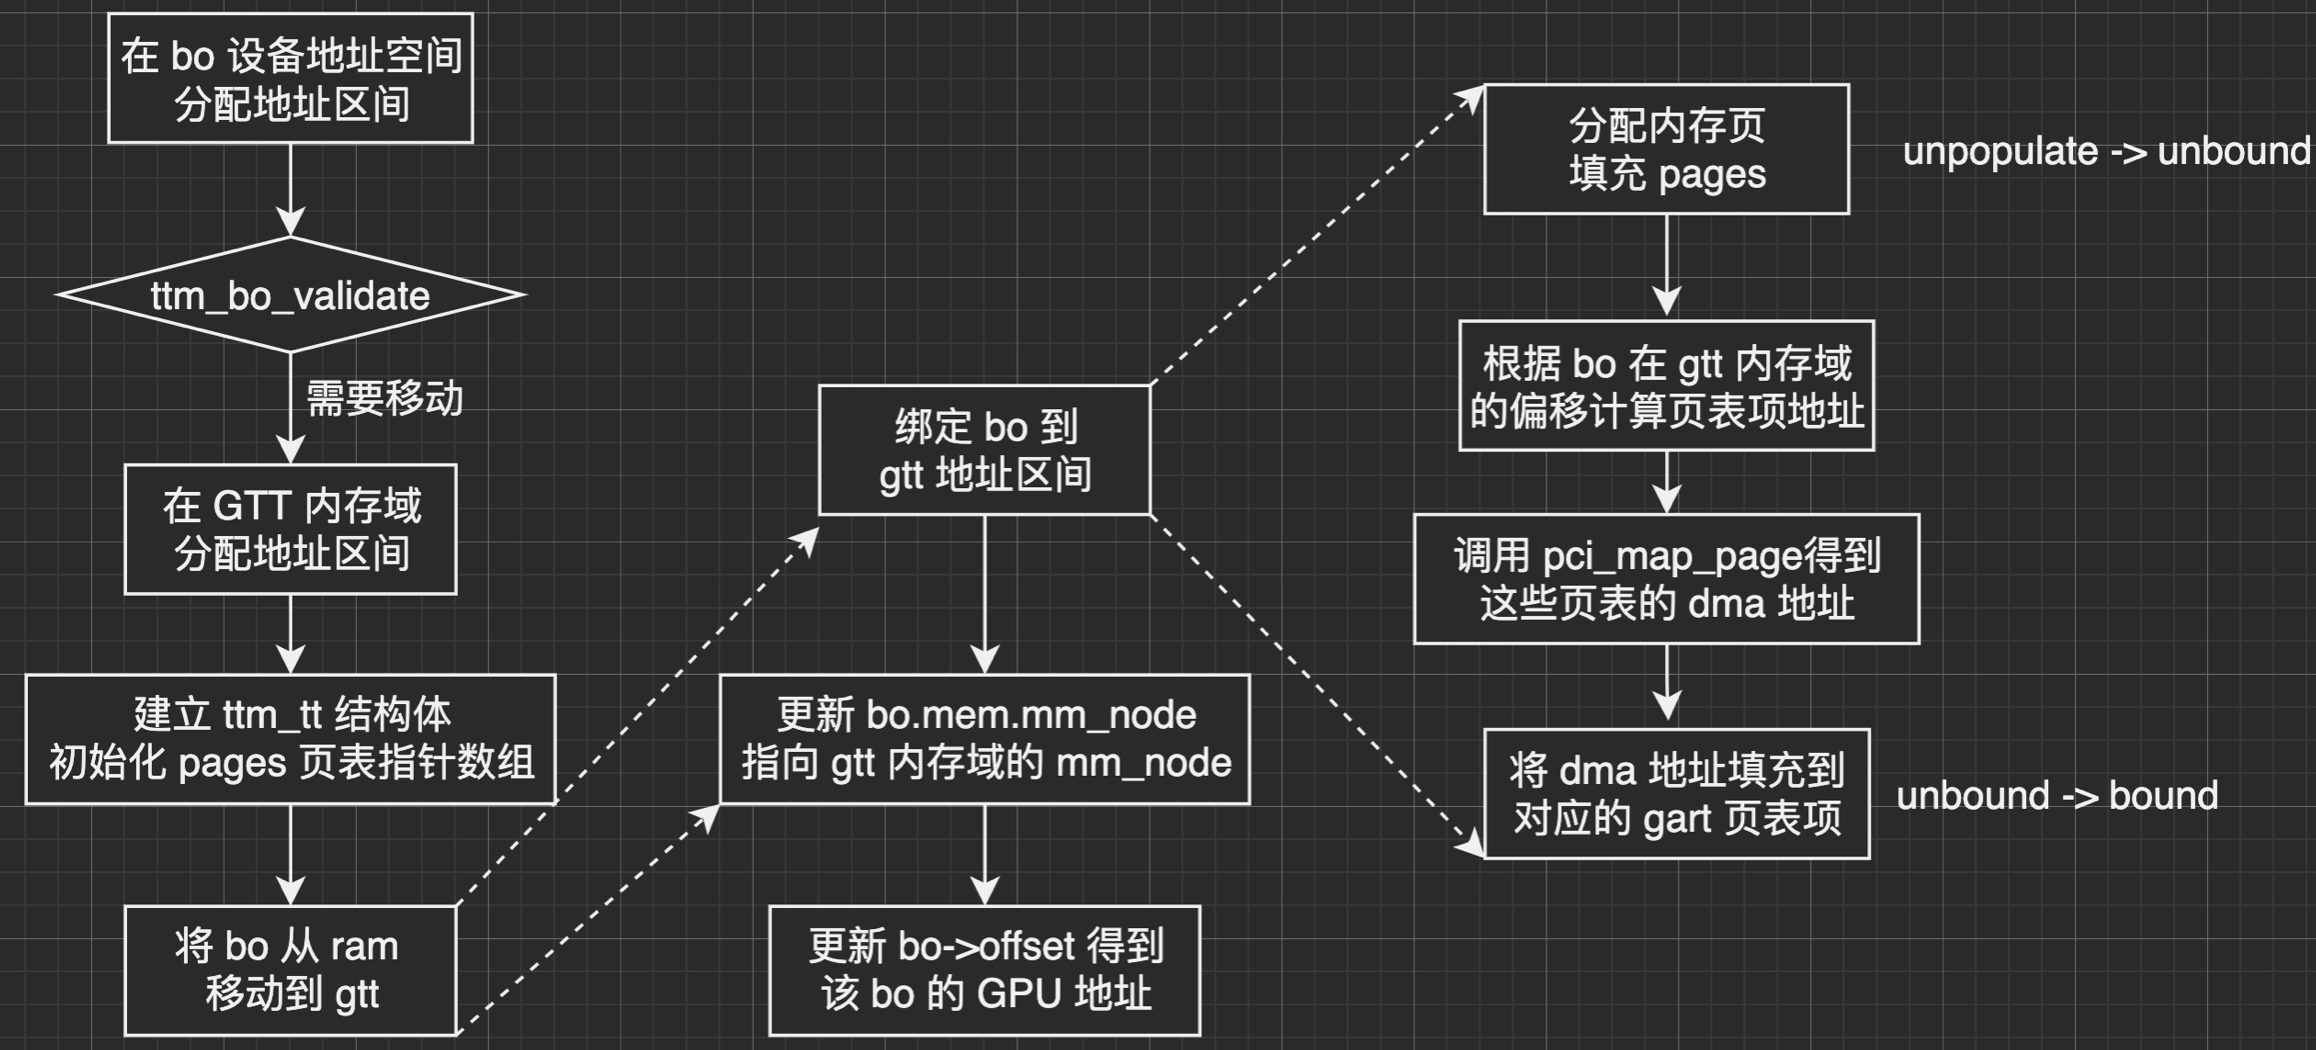 在 bo 设备地址空间
分配地址区间
ttm_bo_validate
需要移动
在 GTT 内存域
分配地址区间
建立 ttm_tt 结构体
初始化 pages 页表指针数组
将 bo 从 ram
移动到 gtt
绑定 bo 到
gtt 地址区间
更新 bo.mem.mm_node
指向 gtt 内存域的 mm_node
更新 bo->offset 得到
该 bo 的 GPU 地址
分配内存页
填充 pages
unpopulate -> unbound
根据 bo 在 gtt 内存域
的偏移计算页表项地址
调用 pci_map_page得到
这些页表的 dma 地址
将 dma 地址填充到
对应的 gart 页表项
unbound -> bound